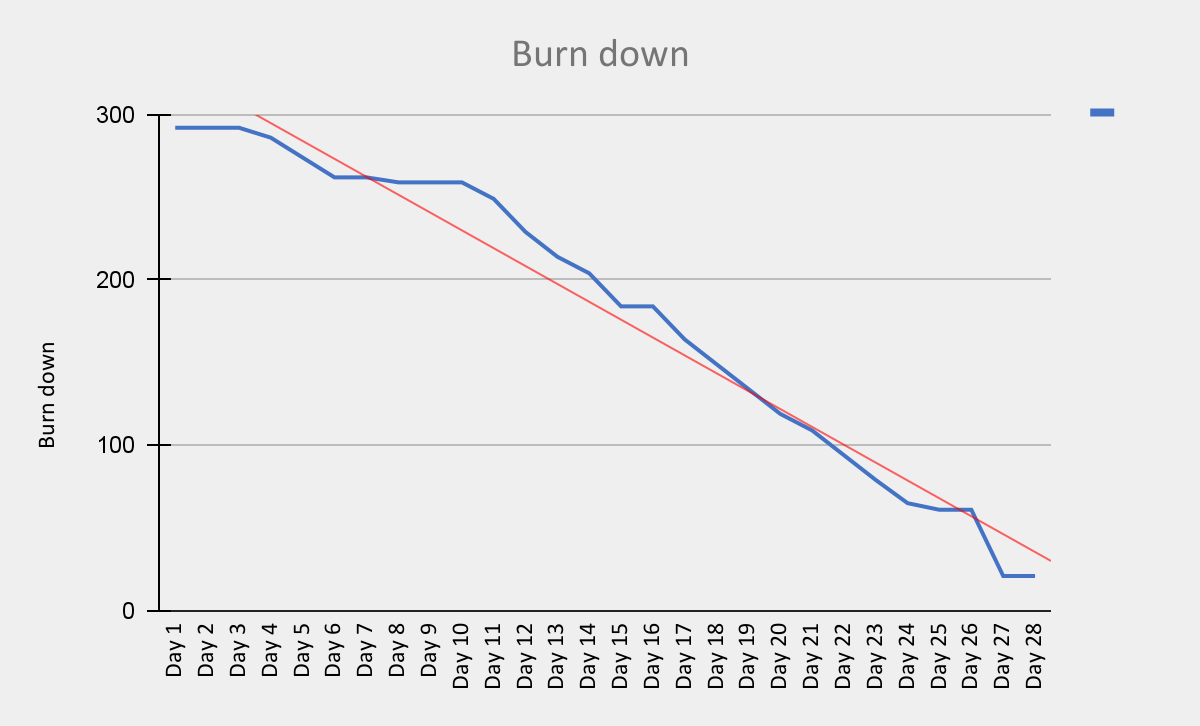 Burn down
300
200
100
0
Burn down
Day 1
Day 2
Day 3
Day 4
Day 5
Day 6
Day 7
Day 8
Day 9
Day 10
Day 11
Day 12
Day 13
Day 14
Day 15
Day 16
Day 17
Day 18
Day 19
Day 20
Day 21
Day 22
Day 23
Day 24
Day 25
Day 26
Day 27
Day 28